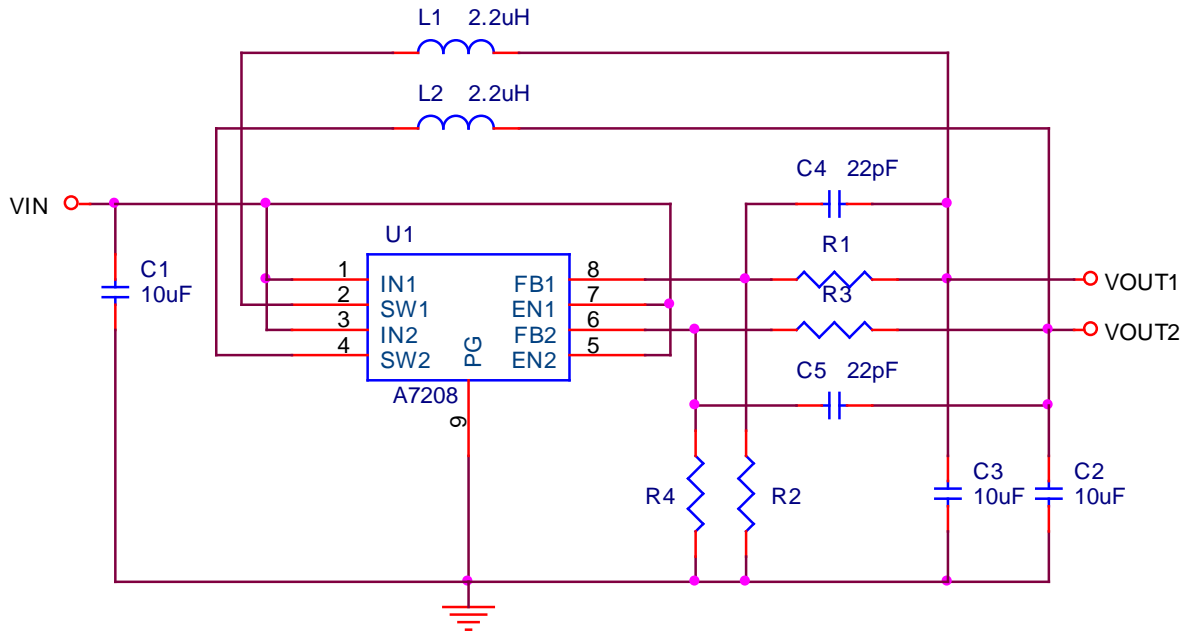 L1 2.2uH
L2 2.2uH
C4 22pF
VIN
U1
R1
C1
10uF
1 IN1 FB1 8
VOUT1
2 SW1 EN1 7
R3
3 IN2 FB2 6
VOUT2
4 SW2 PG EN2 5
C5 22pF
A7208
9
R4
R2
C3
10uF
C2
10uF